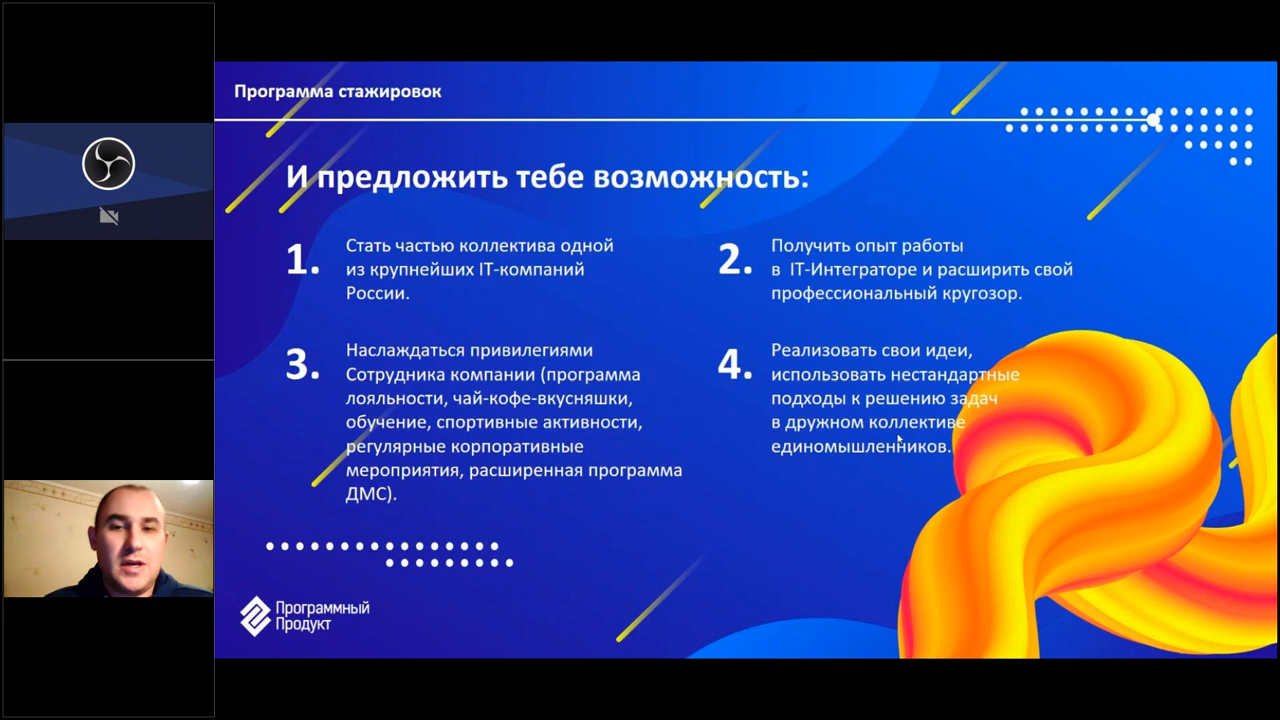 Программа стажировок
И предложить тебе возможность:
1.
Стать частью коллектива одной
из крупнейших IT-компаний
России.
2.
Получить опыт работы
в IT-Интеграторе и расширить свой
профессиональный кругозор.
3.
Наслаждаться привилегиями
Сотрудника компании (программа
лояльности, чай-кофе-вкусняшки,
обучение, спортивные активности,
регулярные корпоративные
мероприятия, расширенная программа
ДМС).
4.
Реализовать свои идеи,
использовать нестандартные
подходы к решению задач
в дружном коллективе
единомышленников.
Программный
Продукт